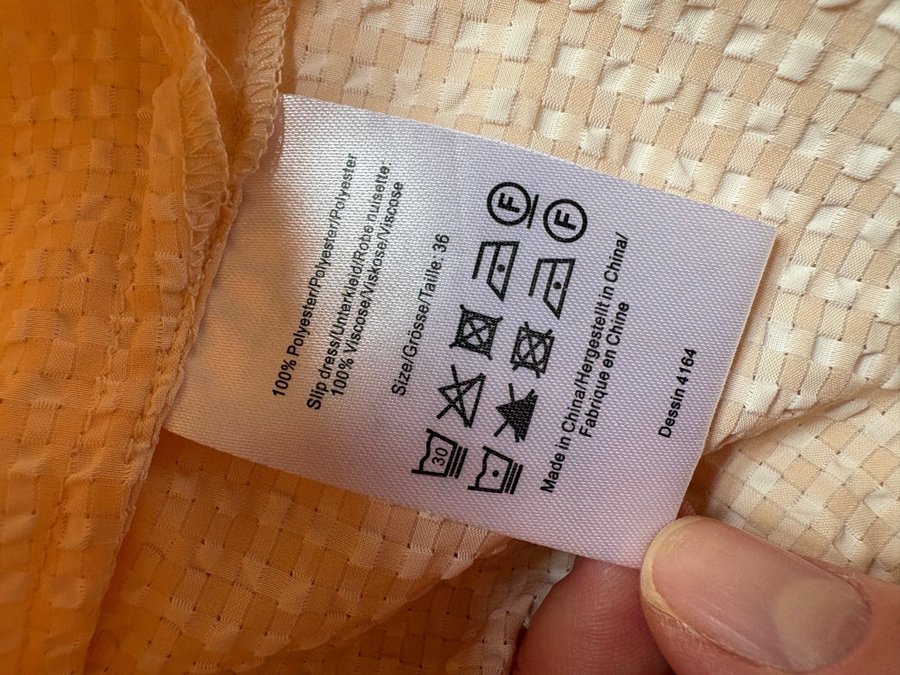 100% Polyester/Polyester/Polyester
Slip dress/Unterkleid/Robe nuisette:
100% Viscose/Viskose/Viscose
Size/Grösse/Taille: 36
30 F
F
Made in China/Hergestellt in China/
Fabriqué en Chine
Dessin 4164